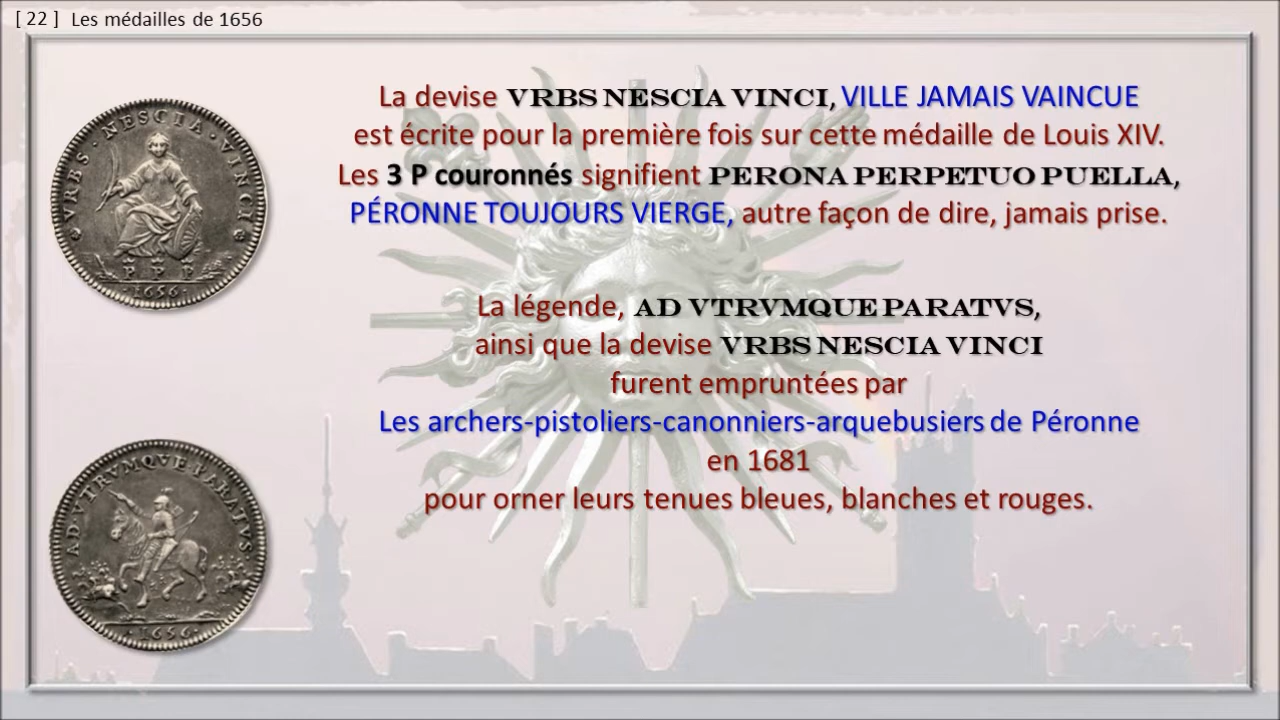 [ 22 ] Les médailles de 1656
La devise VRBS NESCIA VINCI, VILLE JAMAIS VAINCUE
est écrite pour la première fois sur cette médaille de Louis XIV.
Les 3 P couronnés signifient PERONA PERPETUO PUELLA,
PÉRONNE TOUJOURS VIERGE, autre façon de dire, jamais prise.
La légende, AD VTRVMQUE PARATVS,
ainsi que la devise VRBS NESCIA VINCI
furent empruntées par
Les archers-pistoliers-canonniers-arquebusiers de Péronne
en 1681
pour orner leurs tenues bleues, blanches et rouges.
VRBS · NESCIA · VINCI
P P P
· 1656 ·
AD · VTRVMQVE PARATVS ·
· 1656 ·